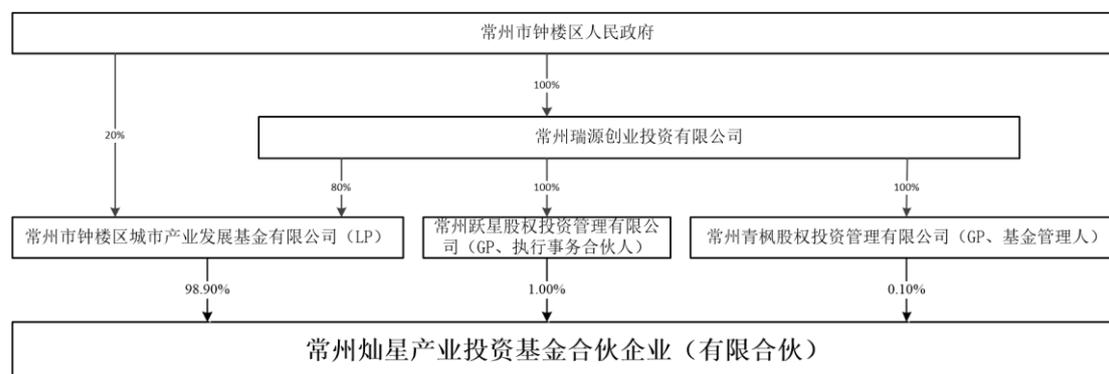 常州市钟楼区人民政府
100%
20%
常州瑞源创业投资有限公司
80%
100%
100%
常州市钟楼区城市产业发展基金有限公司（LP）
常州跃星股权投资管理有限公
司（GP、执行事务合伙人）
常州青枫股权投资管理有限公司（GP、基金管理人）
98.90%
1.00%
0.10%
常州灿星产业投资基金合伙企业（有限合伙）